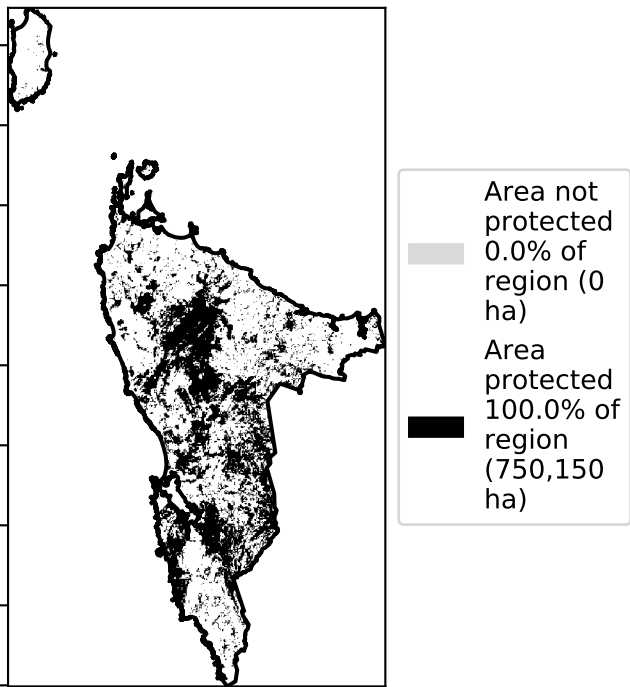 Area not
protected
0.0% of
region (0
ha)
Area
protected
100.0% of
region
(750,150
ha)